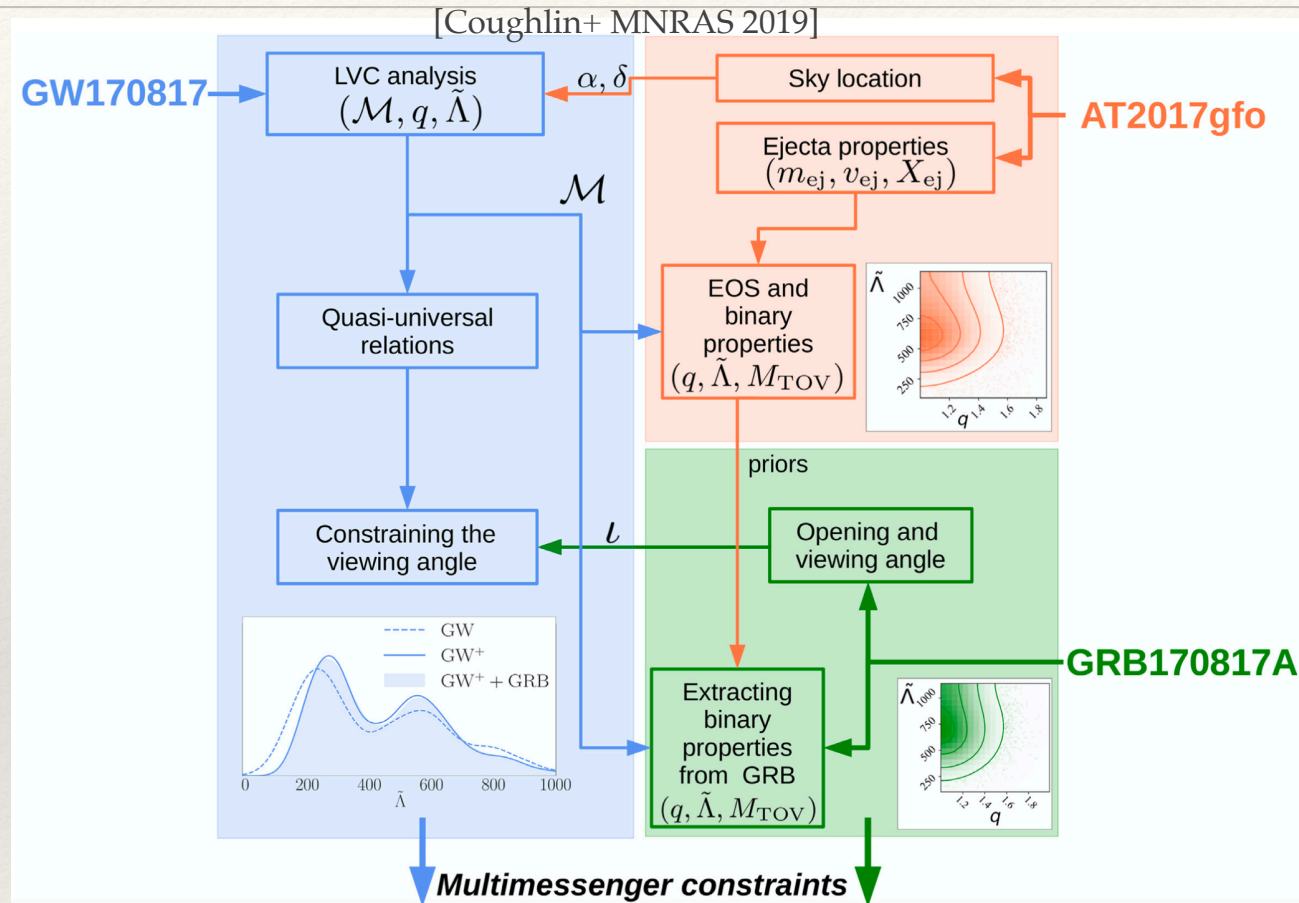 [Coughlin+ MNRAS 2019]
GW170817
LVC analysis
(ℳ, q, Λ̃)
α, δ
Sky location
AT2017gfo
Ejecta properties
(m_ej, v_ej, X_ej)
ℳ
Quasi-universal
relations
EOS and
binary
properties
(q, Λ̃, M_TOV)
Λ̃
1000
750
500
250
1.2
1.4
1.6
1.8
q
priors
Constraining the
viewing angle
ι
Opening and
viewing angle
GRB170817A
GW
GW⁺
GW⁺ + GRB
0
200
400
600
800
1000
Λ̃
Extracting
binary
properties
from GRB
(q, Λ̃, M_TOV)
Λ̃
1000
750
500
250
1.2
1.4
1.6
1.8
q
Multimessenger constraints